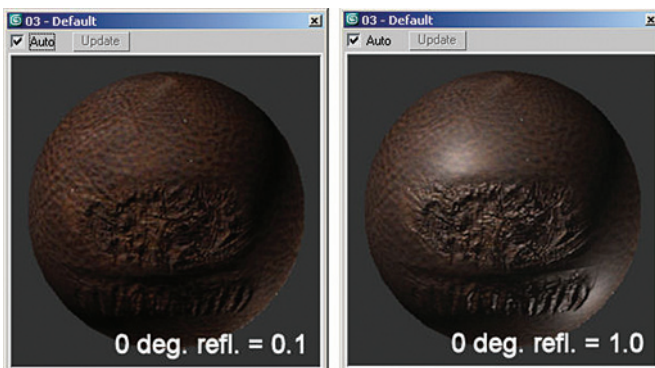 03 - Default
Auto Update
0 deg. refl. = 0.1
03 - Default
Auto Update
0 deg. refl. = 1.0